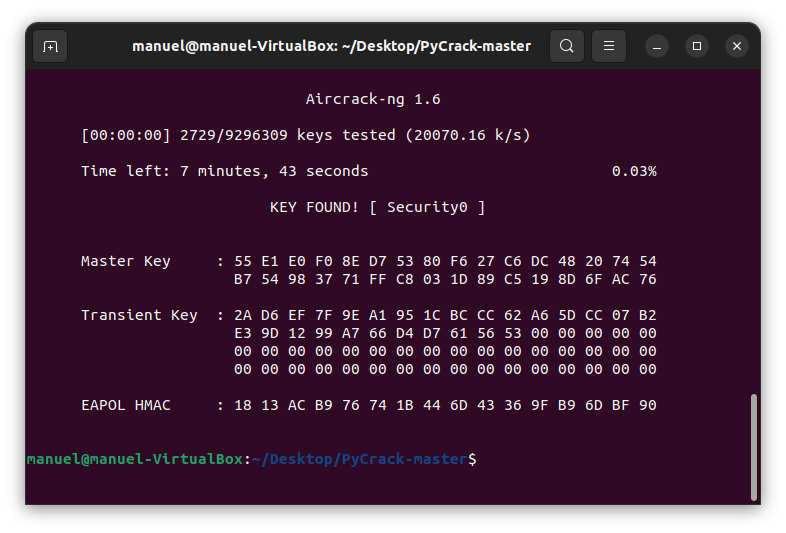 manuel@manuel-VirtualBox: ~/Desktop/PyCrack-master
Aircrack-ng 1.6
[00:00:00] 2729/9296309 keys tested (20070.16 k/s)
Time left: 7 minutes, 43 seconds 0.03%
KEY FOUND! [ Security0 ]
Master Key : 55 E1 E0 F0 8E D7 53 80 F6 27 C6 DC 48 20 74 54
B7 54 98 37 71 FF C8 03 1D 89 C5 19 8D 6F AC 76
Transient Key : 2A D6 EF 7F 9E A1 95 1C BC CC 62 A6 5D CC 07 B2
E3 9D 12 99 A7 66 D4 D7 61 56 53 00 00 00 00 00
00 00 00 00 00 00 00 00 00 00 00 00 00 00 00 00
00 00 00 00 00 00 00 00 00 00 00 00 00 00 00 00
EAPOL HMAC : 18 13 AC B9 76 74 1B 44 6D 43 36 9F B9 6D BF 90
manuel@manuel-VirtualBox:~/Desktop/PyCrack-master$